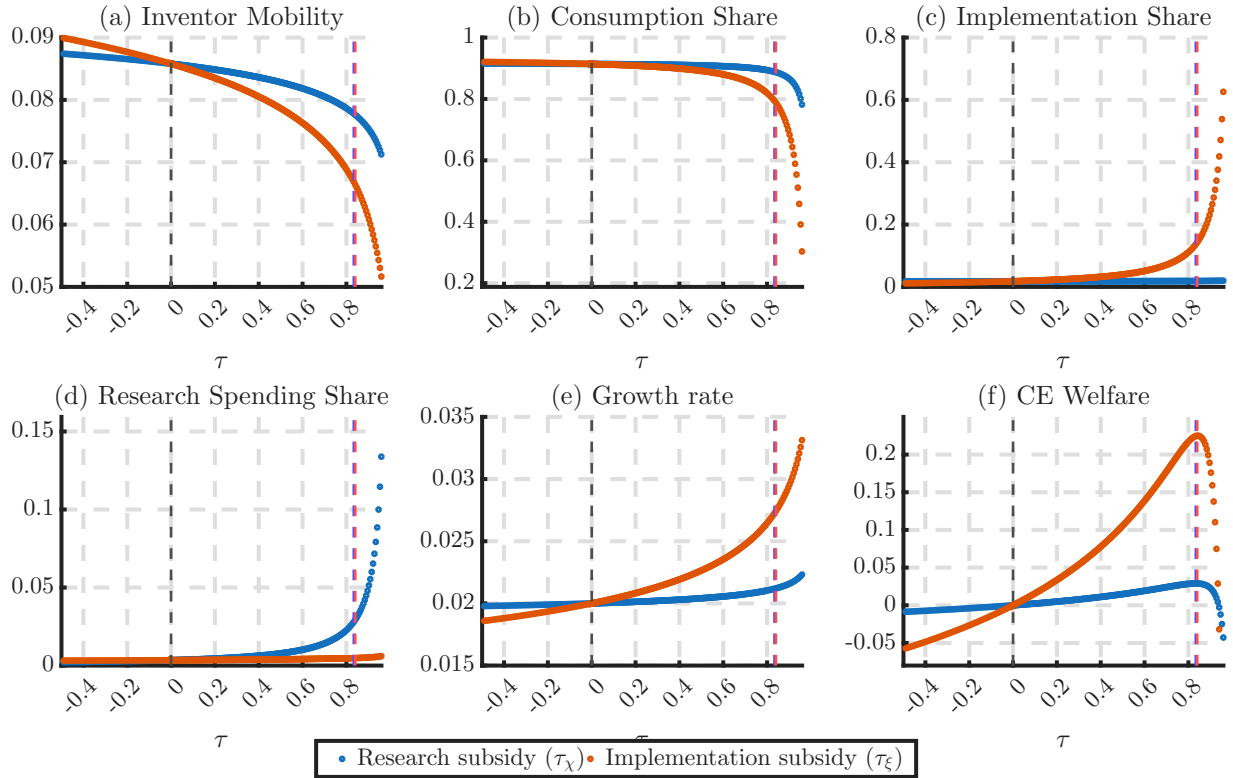 (a) Inventor Mobility
0.09
0.08
0.07
0.06
0.05
-0.4 -0.2 0 0.2 0.4 0.6 0.8
τ
(b) Consumption Share
1
0.8
0.6
0.4
0.2
-0.4 -0.2 0 0.2 0.4 0.6 0.8
τ
(c) Implementation Share
0.8
0.6
0.4
0.2
0
-0.4 -0.2 0 0.2 0.4 0.6 0.8
τ
(d) Research Spending Share
0.15
0.1
0.05
0
-0.4 -0.2 0 0.2 0.4 0.6 0.8
τ
(e) Growth rate
0.035
0.03
0.025
0.02
0.015
-0.4 -0.2 0 0.2 0.4 0.6 0.8
(f) CE Welfare
0.2
0.15
0.1
0.05
0
-0.05
-0.4 -0.2 0 0.2 0.4 0.6 0.8
τ
Research subsidy (τχ) Implementation subsidy (τξ)